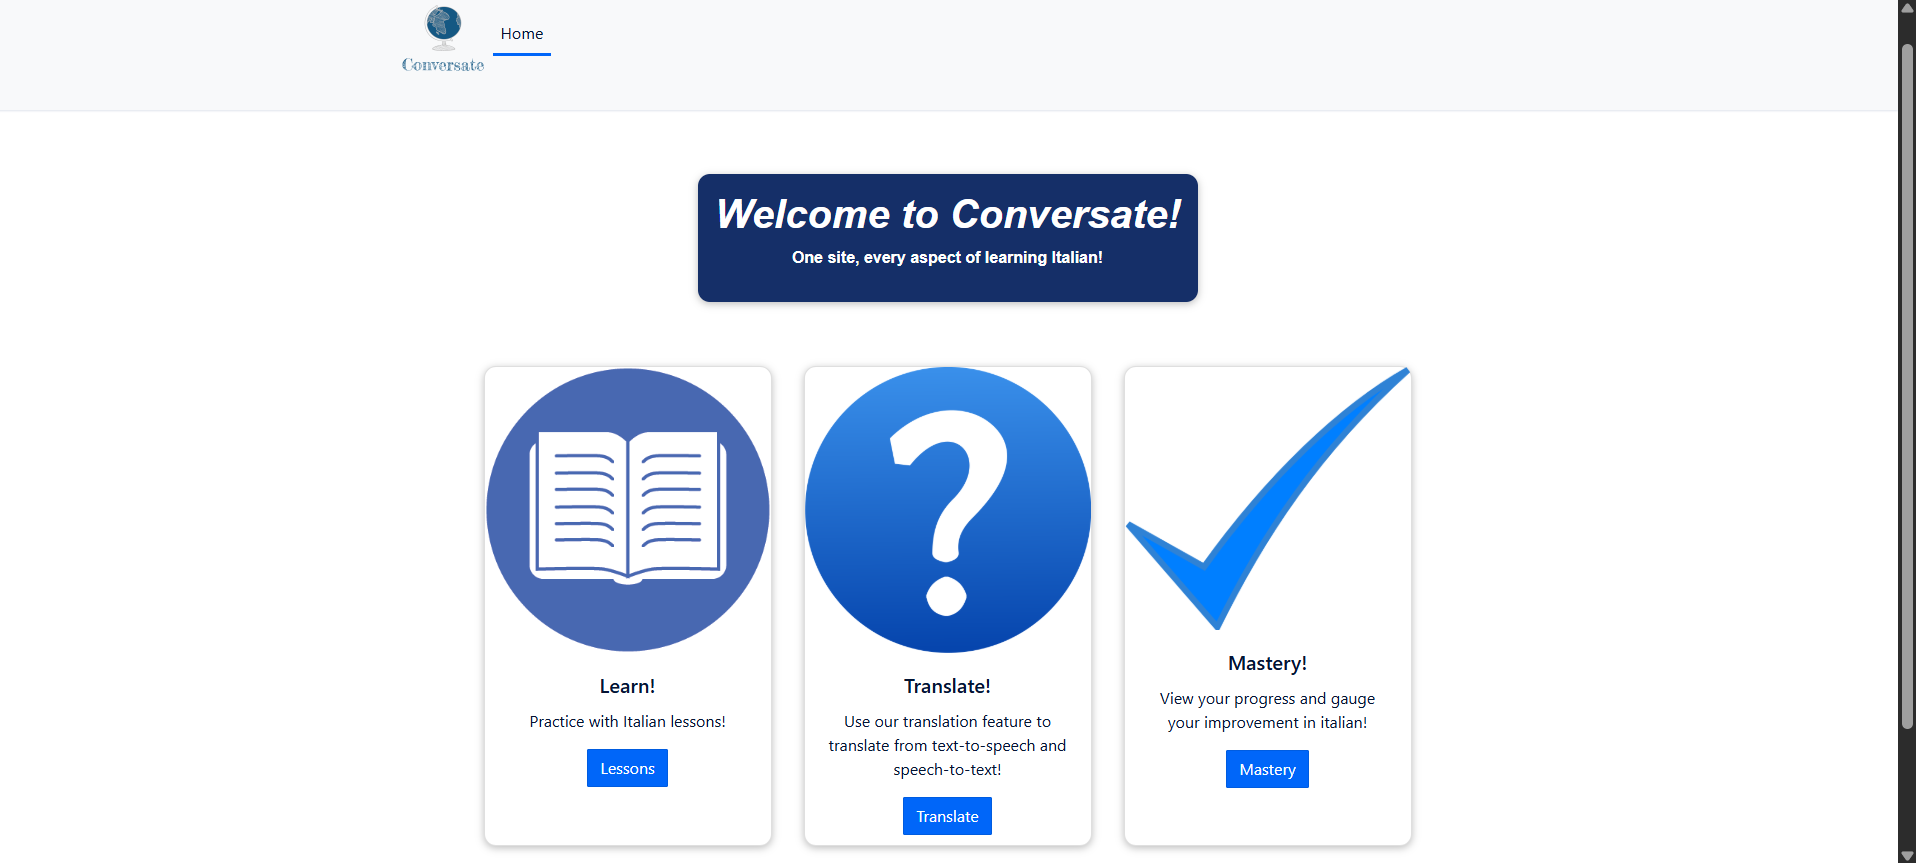 Conversate
Home
Welcome to Conversate!
One site, every aspect of learning Italian!
Learn!
Practice with Italian lessons!
Lessons
Translate!
Use our translation feature to
translate from text-to-speech and
speech-to-text!
Translate
Mastery!
View your progress and gauge
your improvement in italian!
Mastery